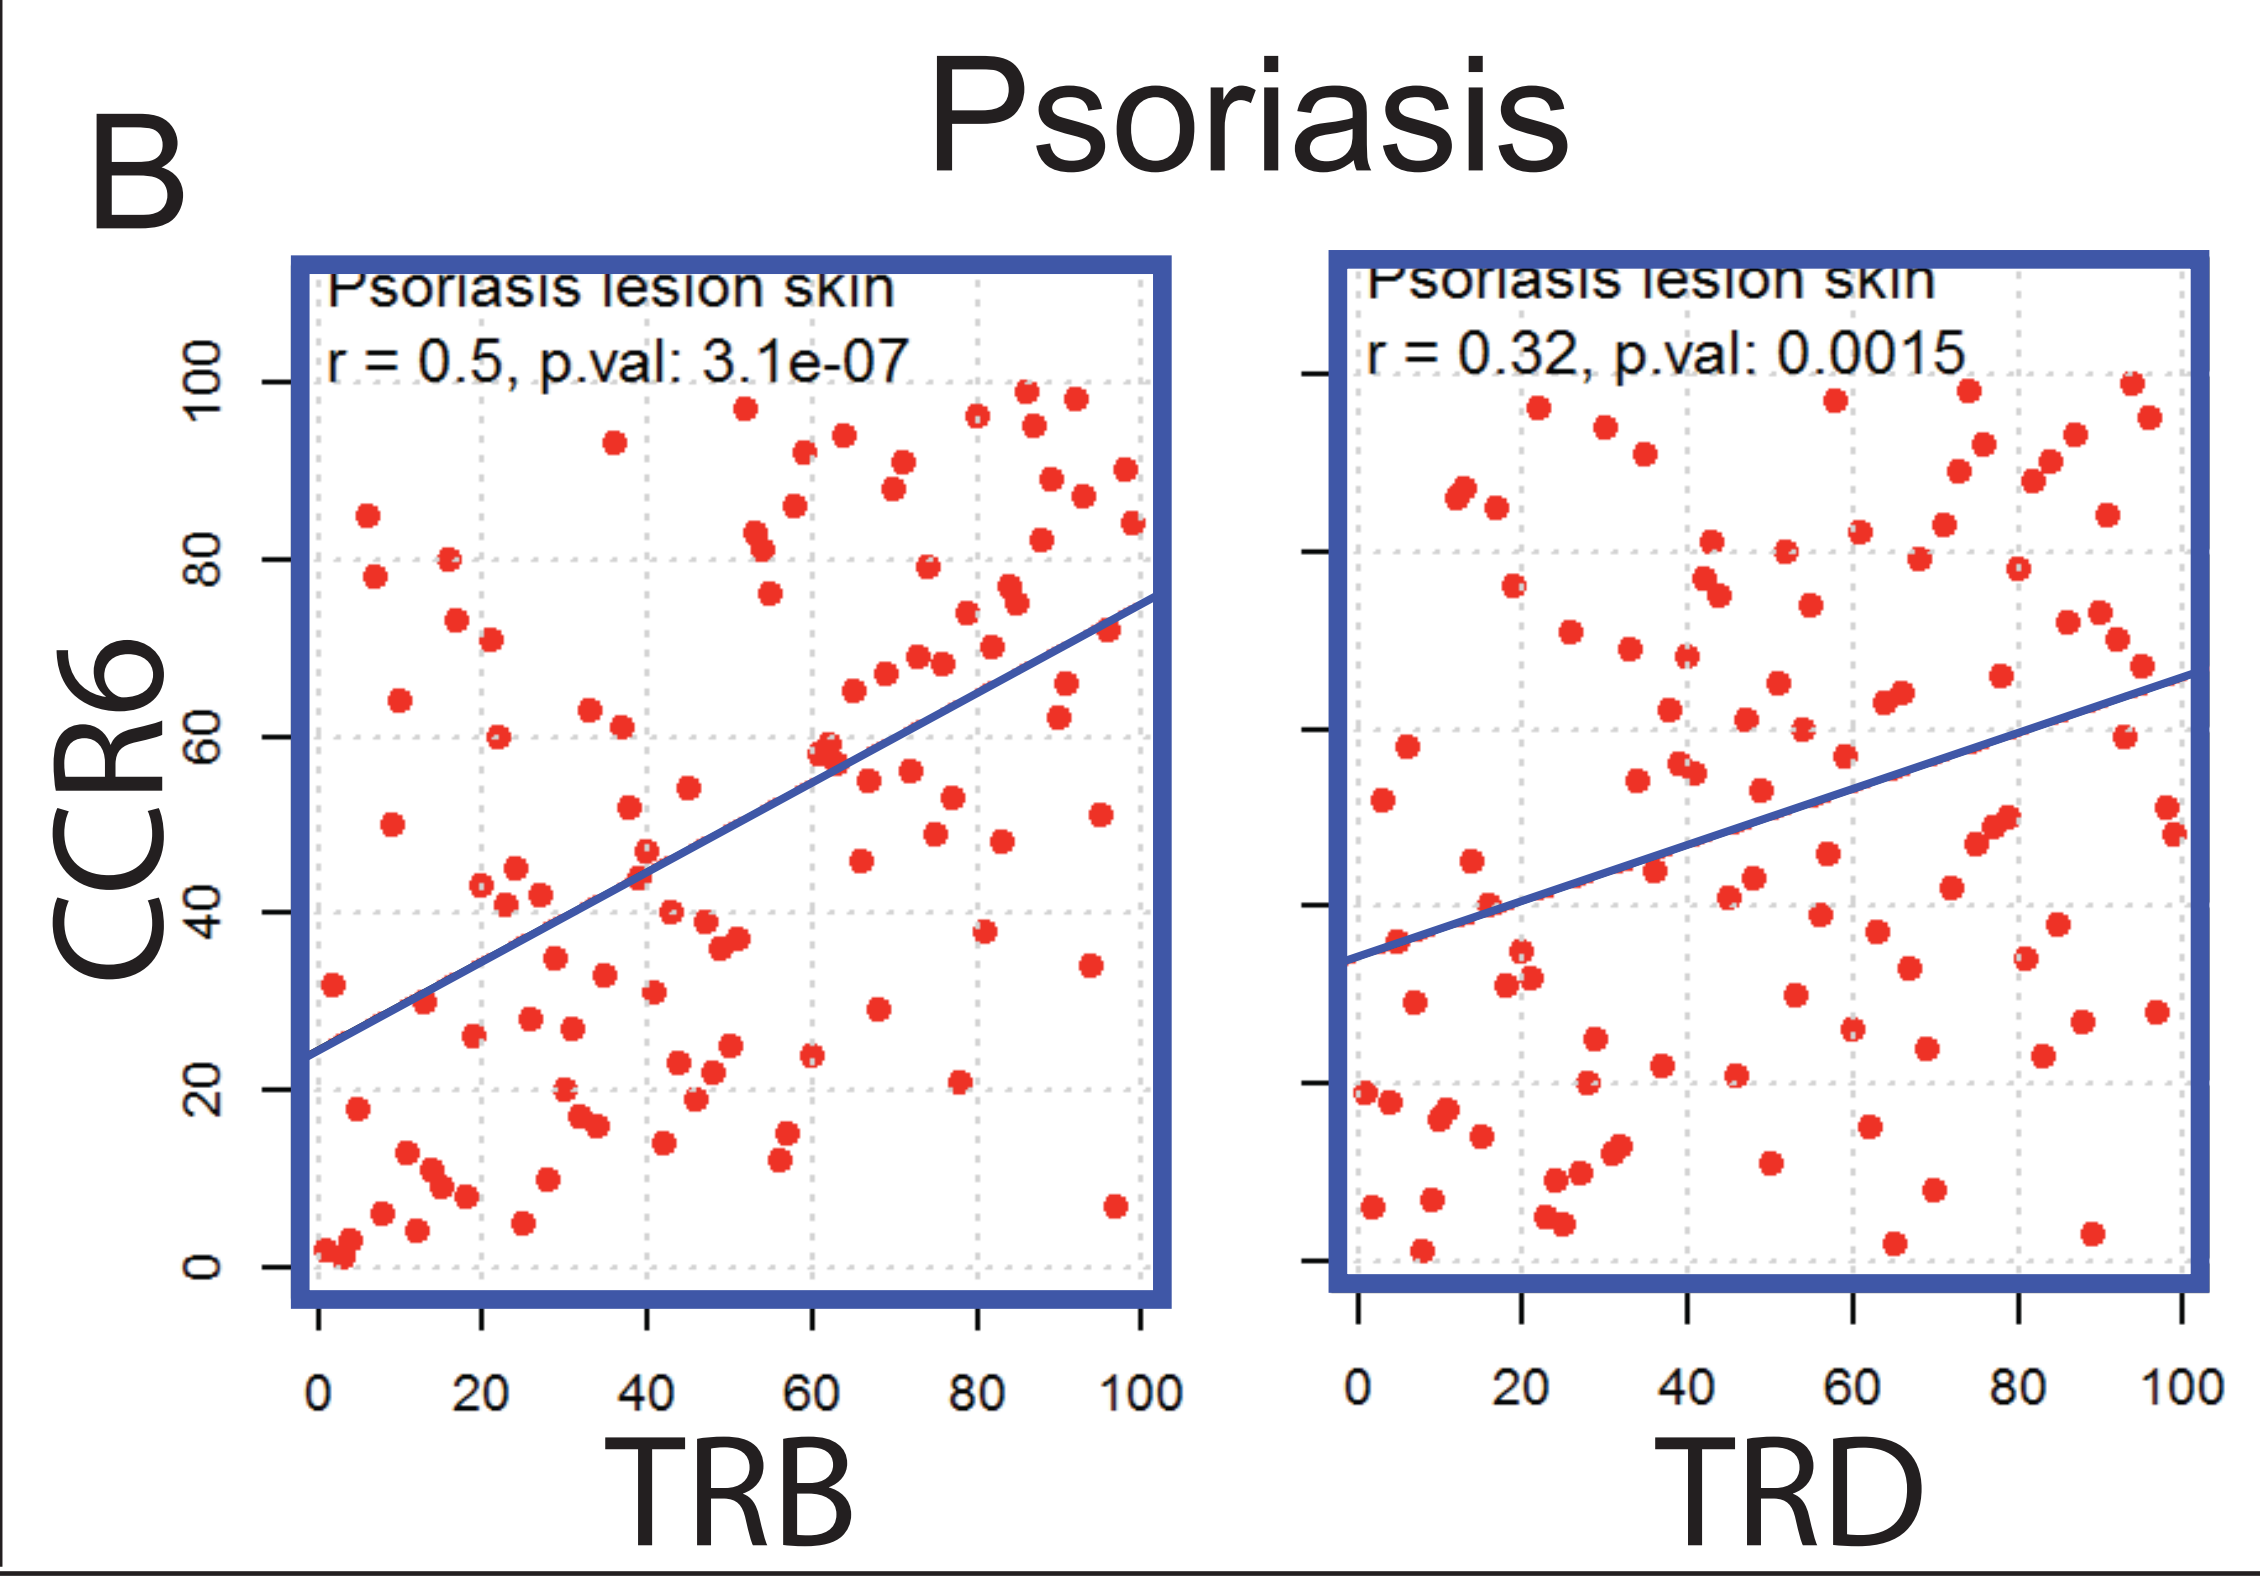 Psoriasis
B
Psoriasis lesion skin
r = 0.5, p.val: 3.1e-07
Psoriasis lesion skin
r = 0.32, p.val: 0.0015
CCR6
100
80
60
40
20
0
0 20 40 60 80 100
0 20 40 60 80 100
TRB
TRD